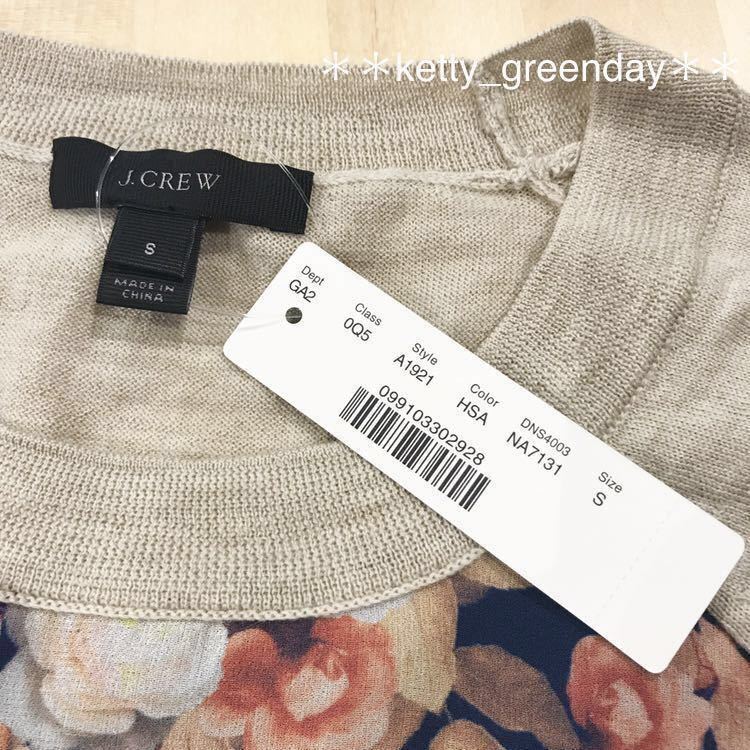 ＊＊ketty_greenday＊＊
J.CREW
S
MADE IN
CHINA
Dept
GA2
Class
0Q5
Style
A1921
Color
HSA
DNS4003
NA7131
Size
S
099103302928